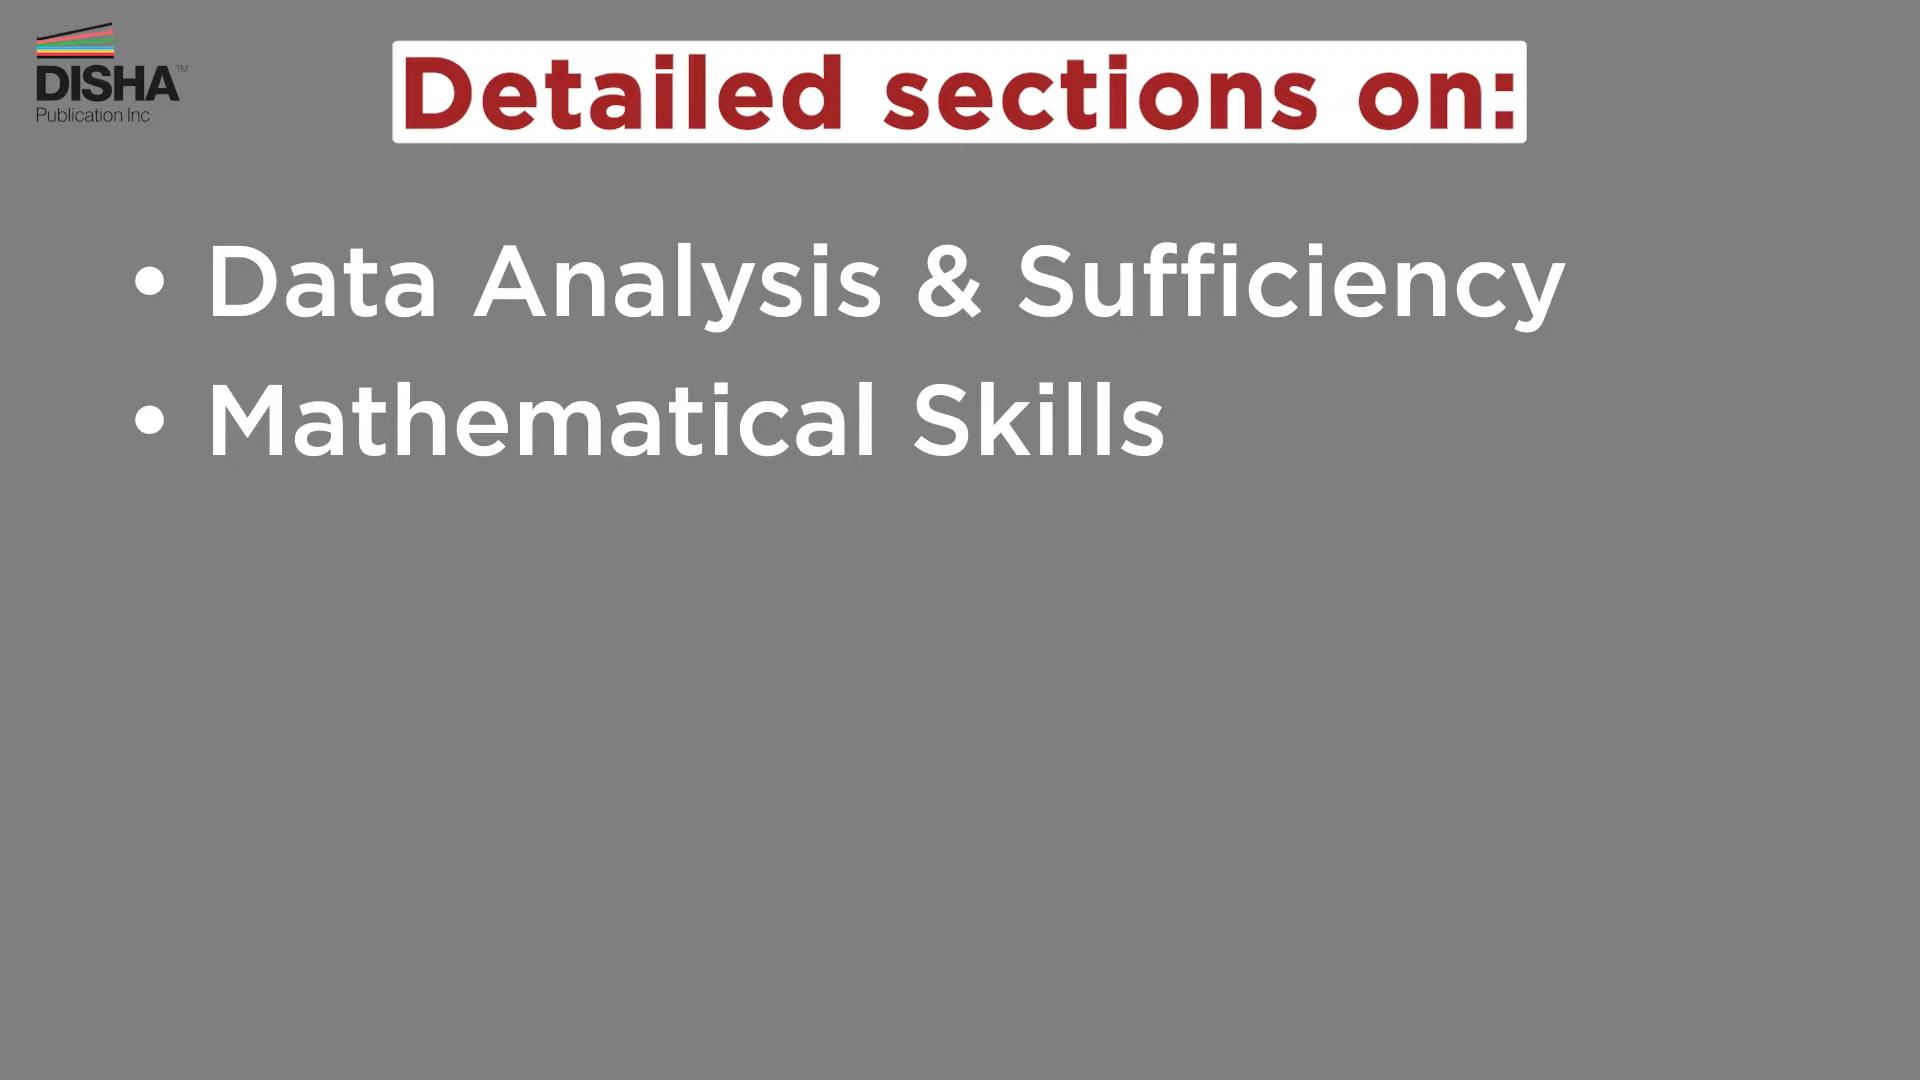 DISHA™
Publication Inc
Detailed sections on:
• Data Analysis & Sufficiency
• Mathematical Skills